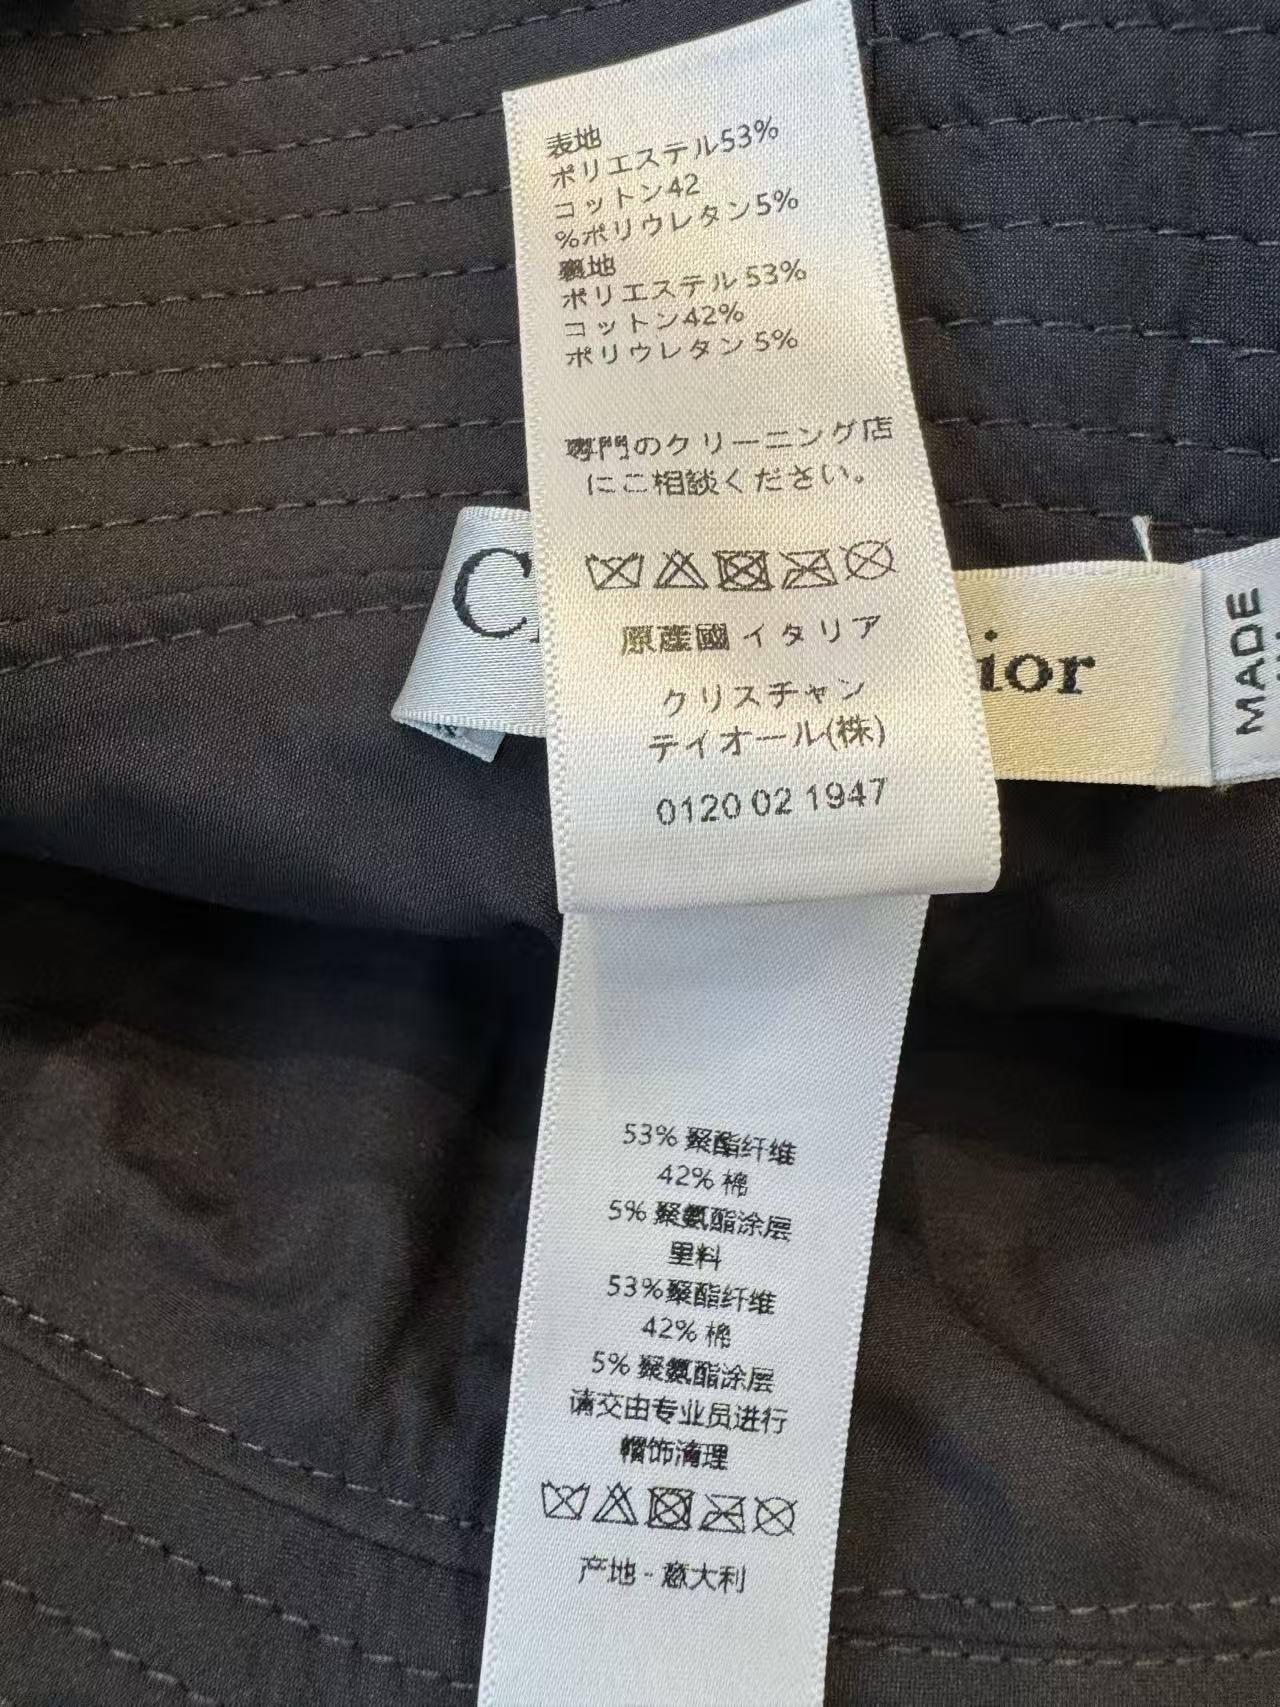 表地
ポリエステル53%
コットン42
%ポリウレタン5%
裏地
ポリエステル 53%
コットン42%
ポリウレタン 5%
専門のクリーニング店
にご相談ください。
C
ior
MADE
原産國 イタリア
クリスチャン
ディオール(株)
0120 02 1947
53% 聚酯纤维
42% 棉
5% 聚氨酯涂层
里料
53%聚酯纤维
42% 棉
5% 聚氨酯涂层
请交由专业员进行
帽饰清理
产地 - 意大利